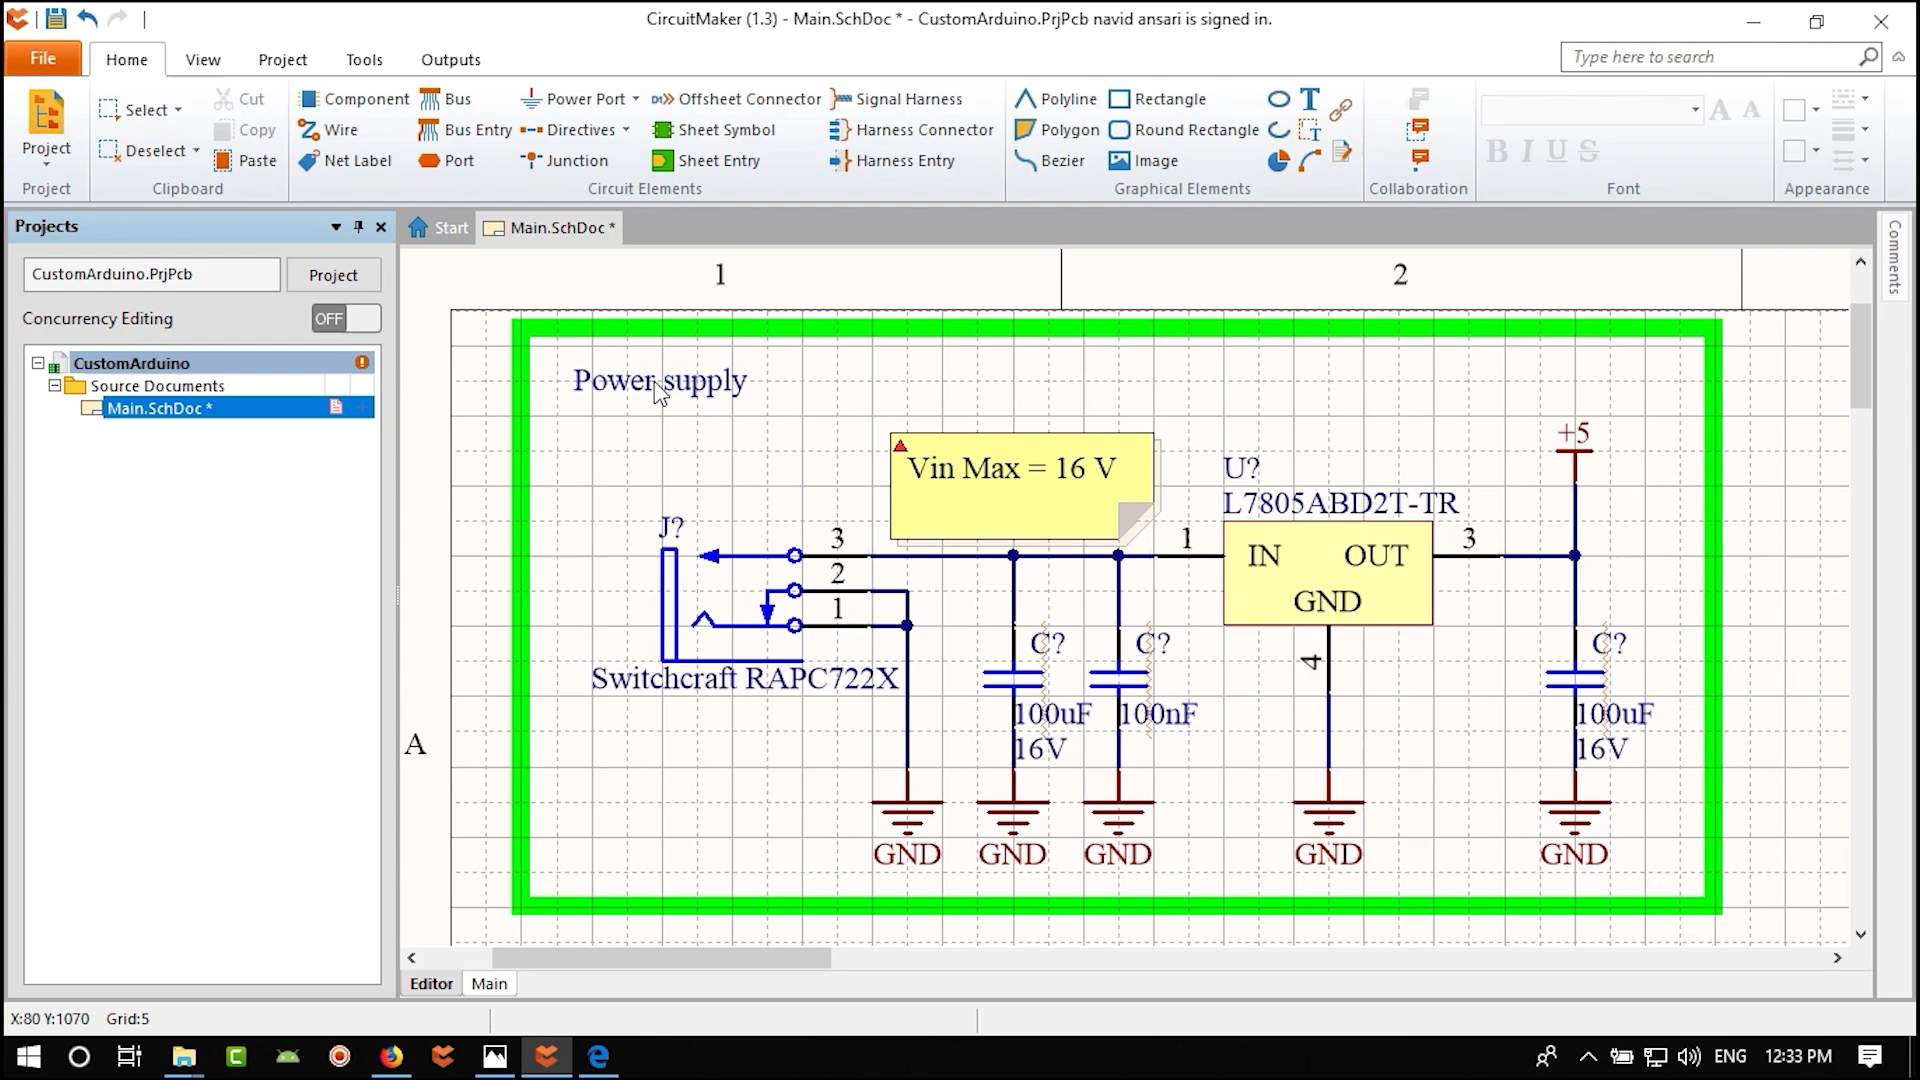 CircuitMaker (1.3) - Main.SchDoc * - CustomArduino.PrjPcb navid ansari is signed in.
File Home View Project Tools Outputs
Type here to search
Project
Project
Select
Deselect
Cut
Copy
Paste
Clipboard
Component Bus Power Port D1 Offsheet Connector Signal Harness
Wire Bus Entry Directives Sheet Symbol Harness Connector
Net Label Port Junction Sheet Entry Harness Entry
Circuit Elements
Polyline Rectangle
Polygon Round Rectangle
Bezier Image
Graphical Elements
Collaboration
A A
B I U S
Font
Appearance
Projects
CustomArduino.PrjPcb Project
Concurrency Editing OFF
CustomArduino
Source Documents
Main.SchDoc *
Start Main.SchDoc *
Comments
1 2
A
Power supply
Vin Max = 16 V
J?
3
2
1
Switchcraft RAPC722X
U?
L7805ABD2T-TR
1 IN OUT 3
GND
4
+5
C?
100uF
16V
C?
100nF
C?
100uF
16V
GND GND GND GND GND
Editor Main
X:80 Y:1070 Grid:5
ENG 12:33 PM